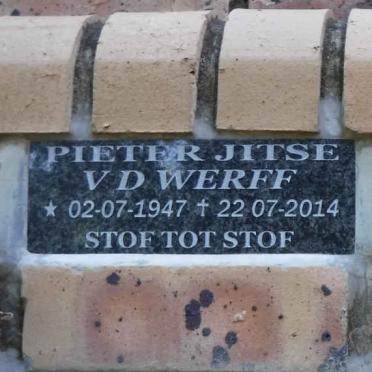 PIETER JITSE
V D WERFF
★ 02-07-1947 † 22 07-2014
STOF TOT STOF